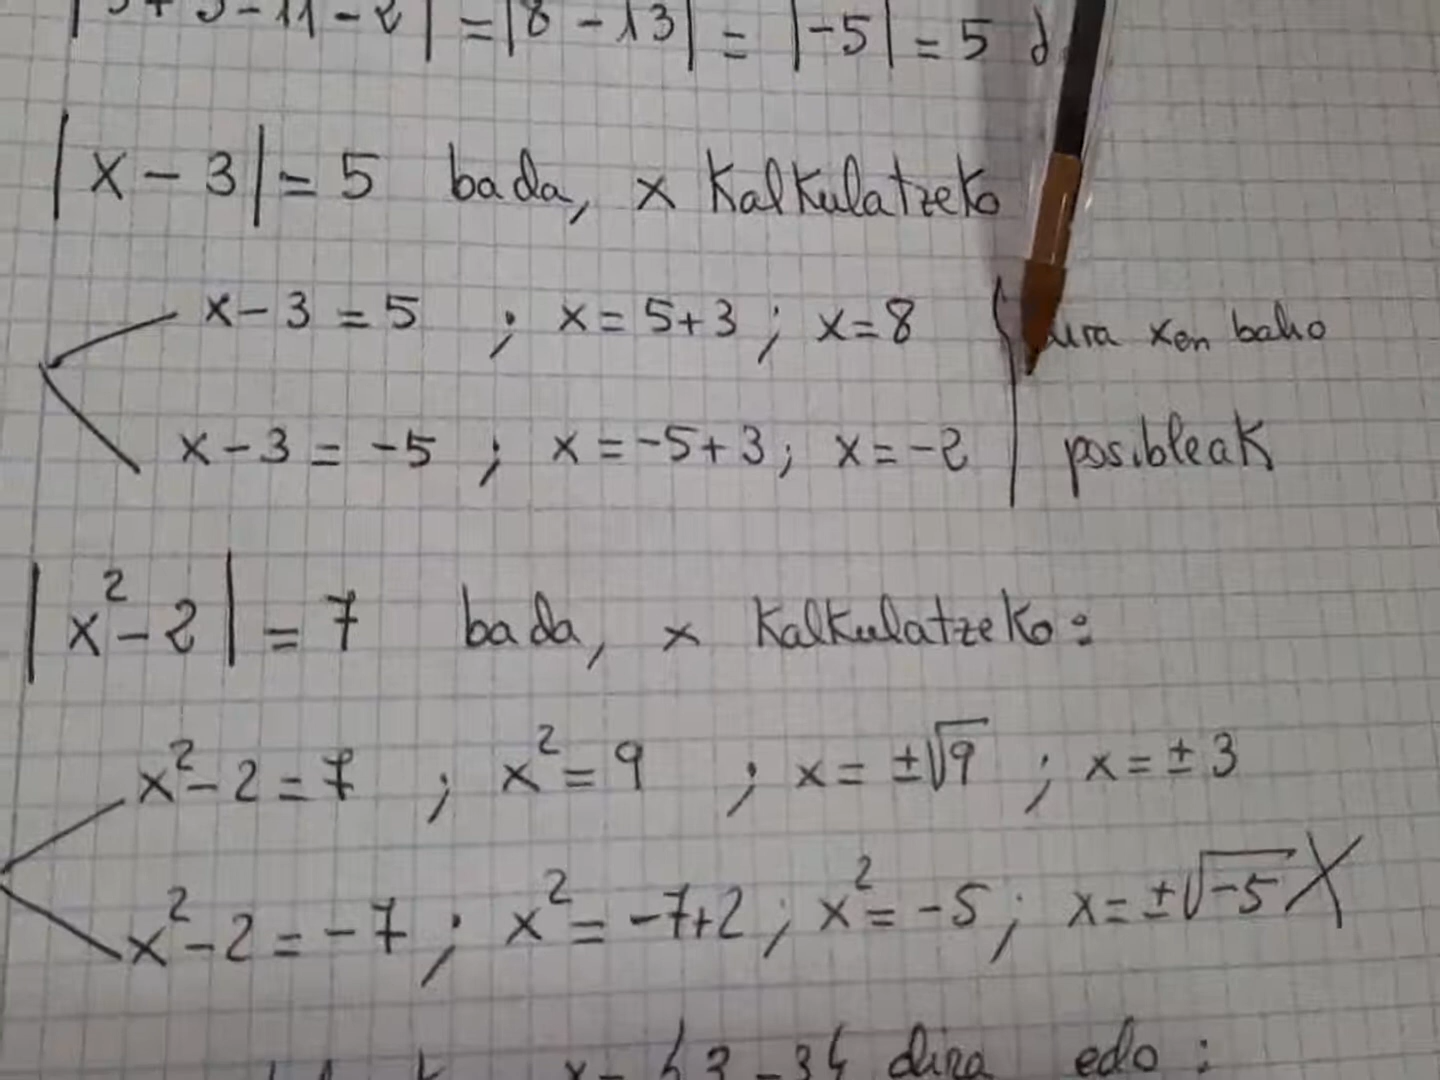 = |8 - 13| = |-5| = 5
|x - 3| = 5 bada, x kalkulatzeko
x - 3 = 5 ; x = 5+3 ; x = 8 xen balio
x - 3 = -5 ; x = -5+3 ; x = -2 posibleak
|x² - 2| = 7 bada, x kalkulatzeko :
x² - 2 = 7 ; x² = 9 ; x = ±√9 ; x = ± 3
x² - 2 = -7 ; x² = -7+2 ; x² = -5 ; x = ±√-5 X
dira edo :